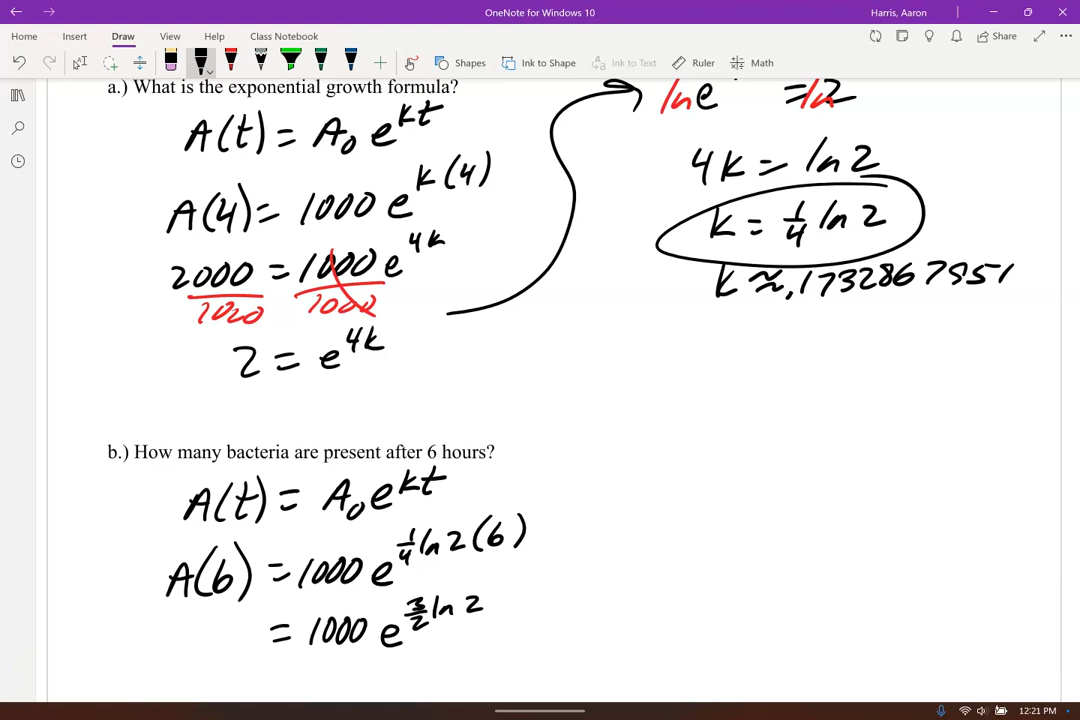 OneNote for Windows 10
Harris, Aaron
Home Insert Draw View Help Class Notebook
Share
Shapes Ink to Shape Ink to Text Ruler Math
a.) What is the exponential growth formula?
A(t) = A₀e^{kt}
A(4) = 1000 e^{k(4)}
2000 = 1000 e^{4k}
1000 1000
2 = e^{4k}
ln e = ln 2
4k = ln 2
k = 1/4 ln 2
k ≈ .1732867951
b.) How many bacteria are present after 6 hours?
A(t) = A₀e^{kt}
A(6) = 1000 e^{1/4 ln 2 (6)}
= 1000 e^{3/2 ln 2}
12:21 PM